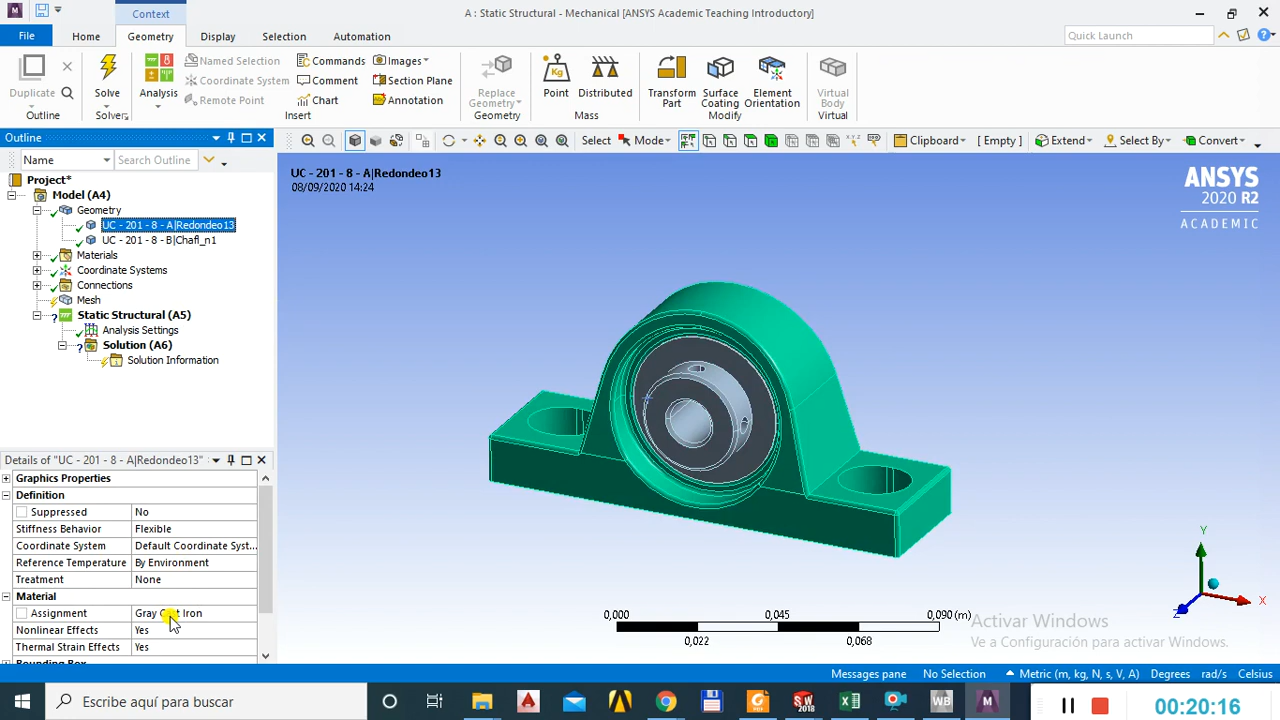 Context
A : Static Structural - Mechanical [ANSYS Academic Teaching Introductory]
File
Home
Geometry
Display
Selection
Automation
Quick Launch
Duplicate
Outline
Solve
Solver
Analysis
Named Selection
Coordinate System
Remote Point
Commands
Comment
Chart
Images
Section Plane
Annotation
Insert
Replace
Geometry
Geometry
Point
Distributed
Mass
Transform
Part
Surface
Coating
Element
Orientation
Modify
Virtual
Body
Virtual
Outline
Name
Search Outline
Select
Mode
Clipboard
[ Empty ]
Extend
Select By
Convert
Project*
Model (A4)
Geometry
UC - 201 - 8 - A|Redondeo13
UC - 201 - 8 - B|Chafl_n1
Materials
Coordinate Systems
Connections
Mesh
Static Structural (A5)
Analysis Settings
Solution (A6)
Solution Information
UC - 201 - 8 - A|Redondeo13
08/09/2020 14:24
ANSYS
2020 R2
ACADEMIC
Details of "UC - 201 - 8 - A|Redondeo13"
Graphics Properties
Definition
Suppressed No
Stiffness Behavior Flexible
Coordinate System Default Coordinate Syst...
Reference Temperature By Environment
Treatment None
Material
Assignment Gray Cast Iron
Nonlinear Effects Yes
Thermal Strain Effects Yes
Bounding Box
0,000 0,045 0,090 (m)
0,022 0,068
Y
X
Z
Activar Windows
Ve a Configuración para activar Windows.
Messages pane
No Selection
Metric (m, kg, N, s, V, A)
Degrees
rad/s
Celsius
Escribe aquí para buscar
SW
2018
WB
M
00:20:16